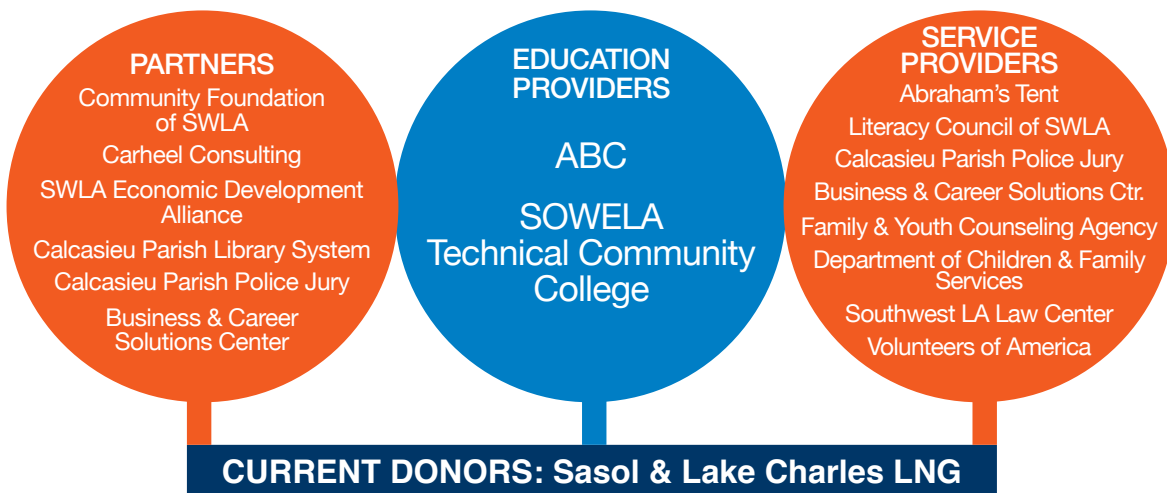 PARTNERS
Community Foundation
of SWLA
Carheel Consulting
SWLA Economic Development
Alliance
Calcasieu Parish Library System
Calcasieu Parish Police Jury
Business & Career
Solutions Center
EDUCATION
PROVIDERS
ABC
SOWELA
Technical Community
College
SERVICE
PROVIDERS
Abraham's Tent
Literacy Council of SWLA
Calcasieu Parish Police Jury
Business & Career Solutions Ctr.
Family & Youth Counseling Agency
Department of Children & Family
Services
Southwest LA Law Center
Volunteers of America
CURRENT DONORS: Sasol & Lake Charles LNG